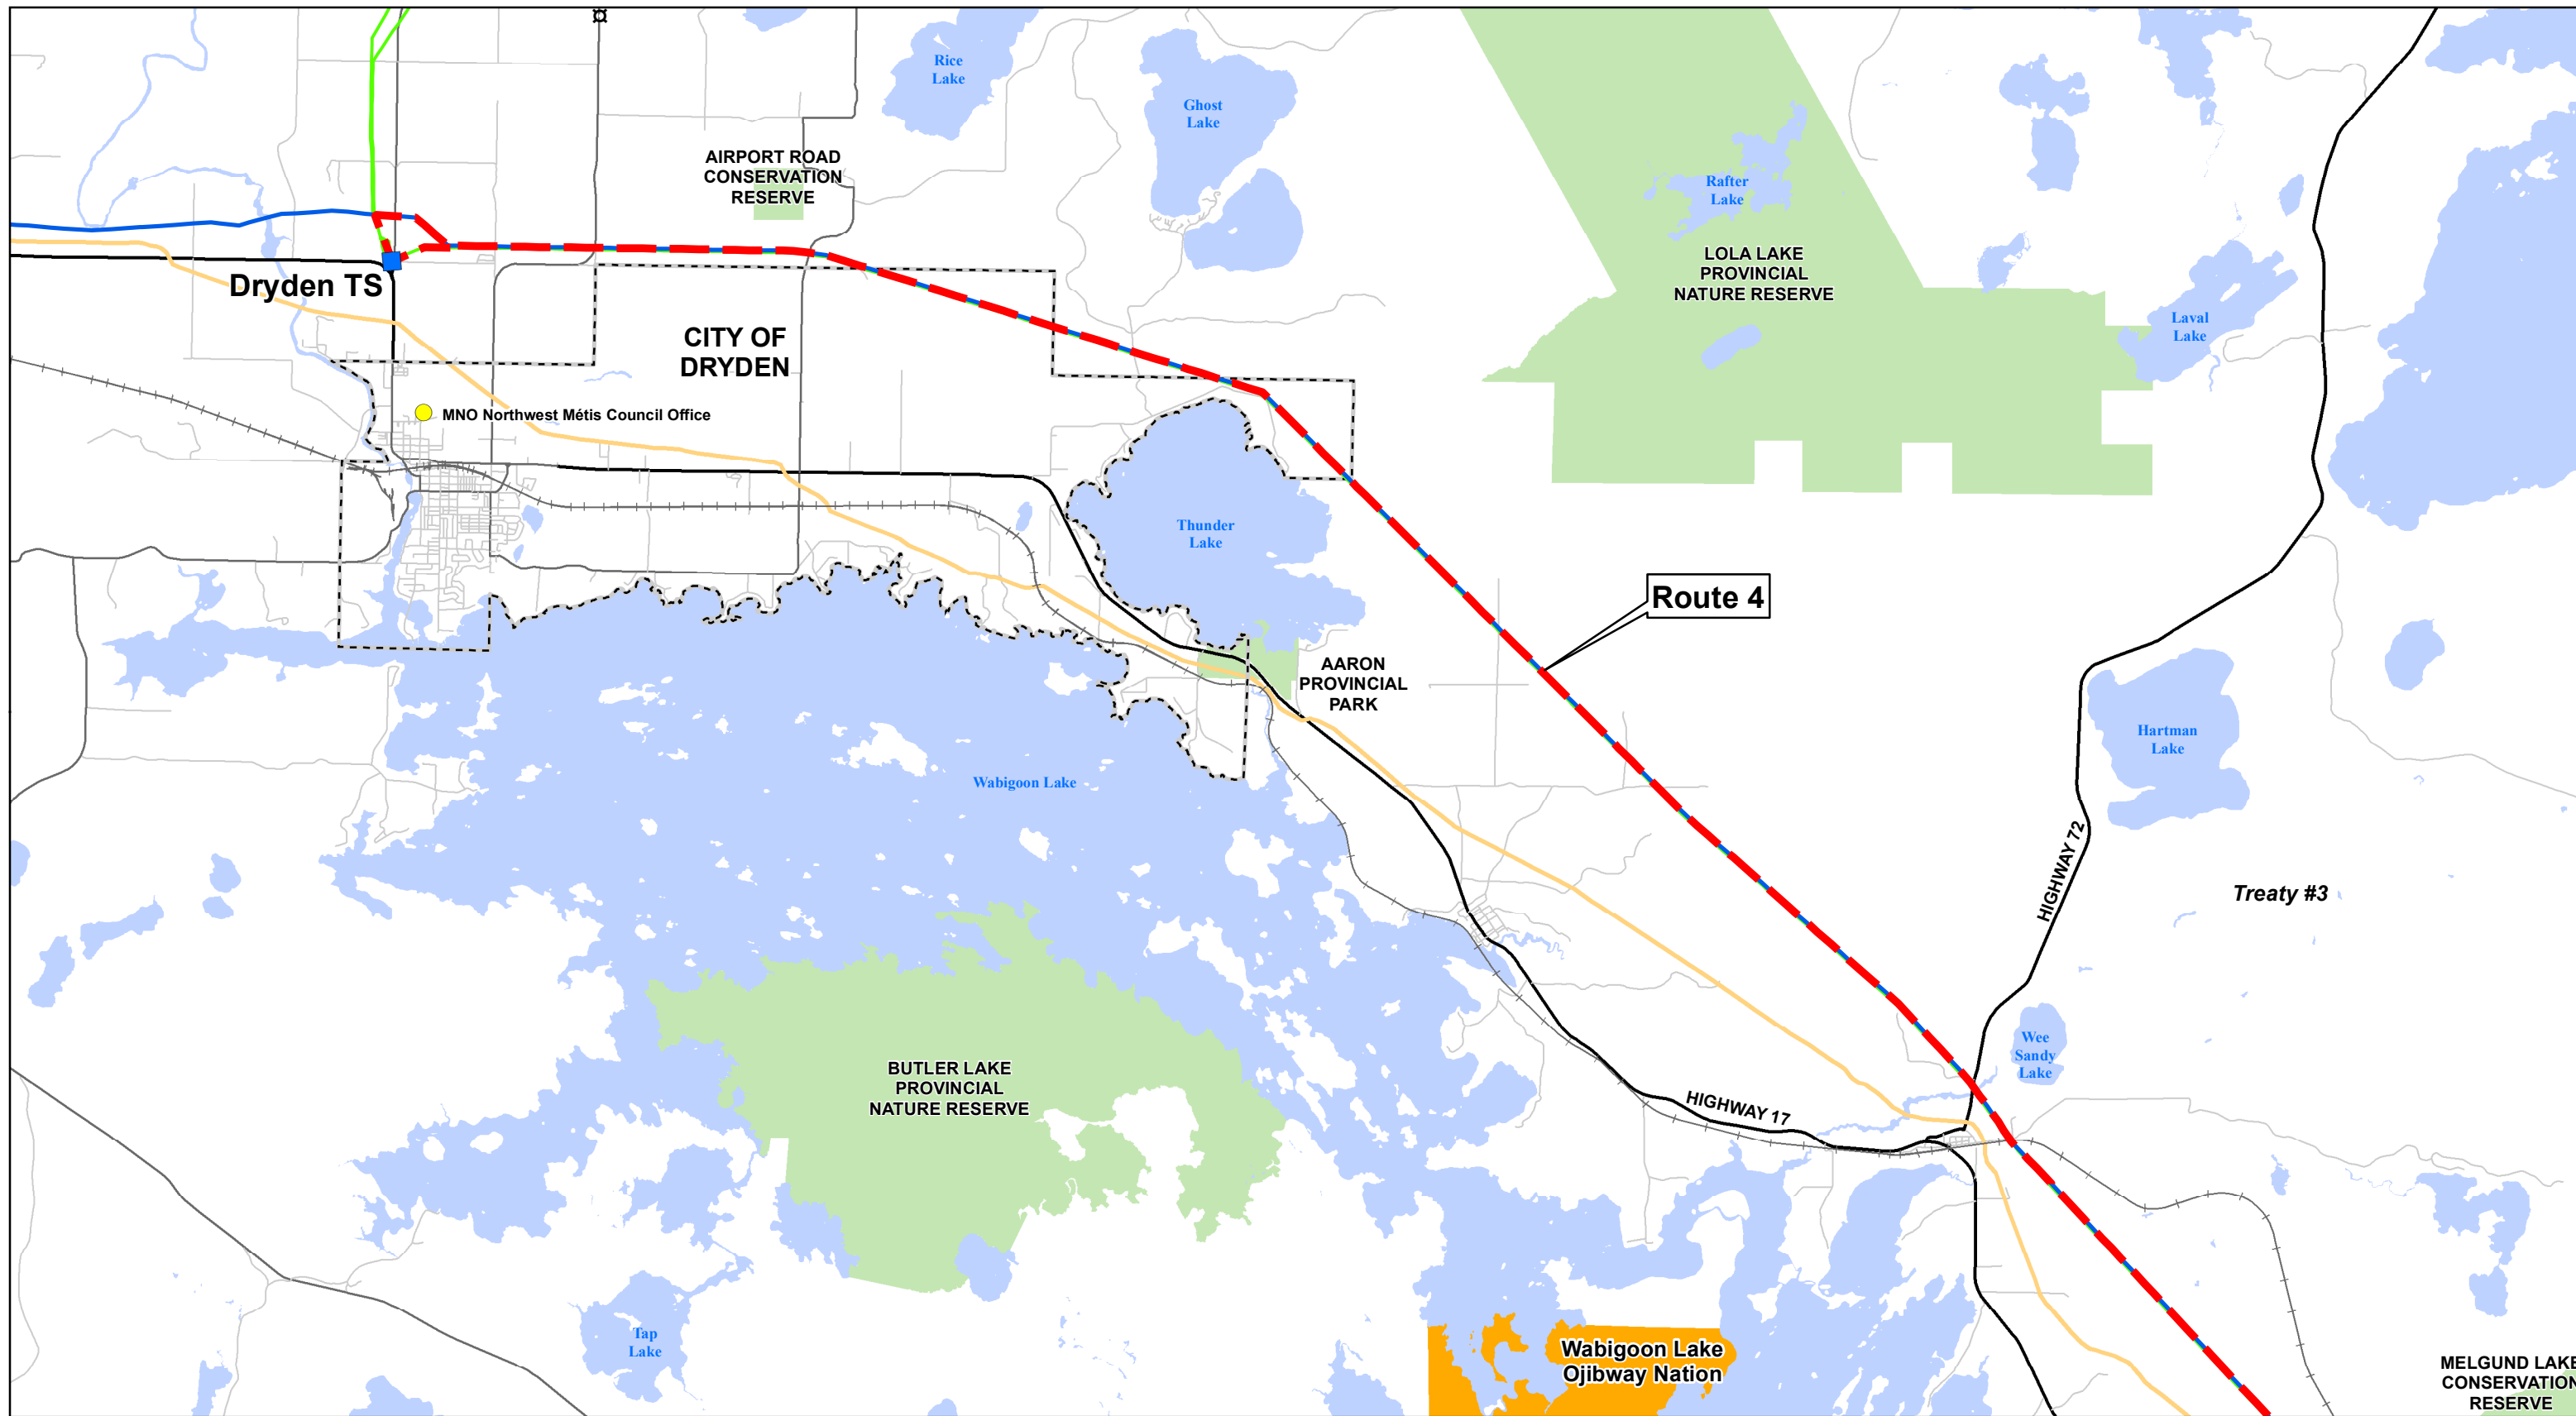 Rice
Lake
Ghost
Lake
AIRPORT ROAD
CONSERVATION
RESERVE
Rafter
Lake
LOLA LAKE
PROVINCIAL
NATURE RESERVE
Dryden TS
Laval
Lake
CITY OF
DRYDEN
MNO Northwest Métis Council Office
Thunder
Lake
Route 4
AARON
PROVINCIAL
PARK
Hartman
Lake
Wabigoon Lake
HIGHWAY 72
Treaty #3
Wee
Sandy
Lake
BUTLER LAKE
PROVINCIAL
NATURE RESERVE
HIGHWAY 17
Tap
Lake
Wabigoon Lake
Ojibway Nation
MELGUND LAKE
CONSERVATION
RESERVE